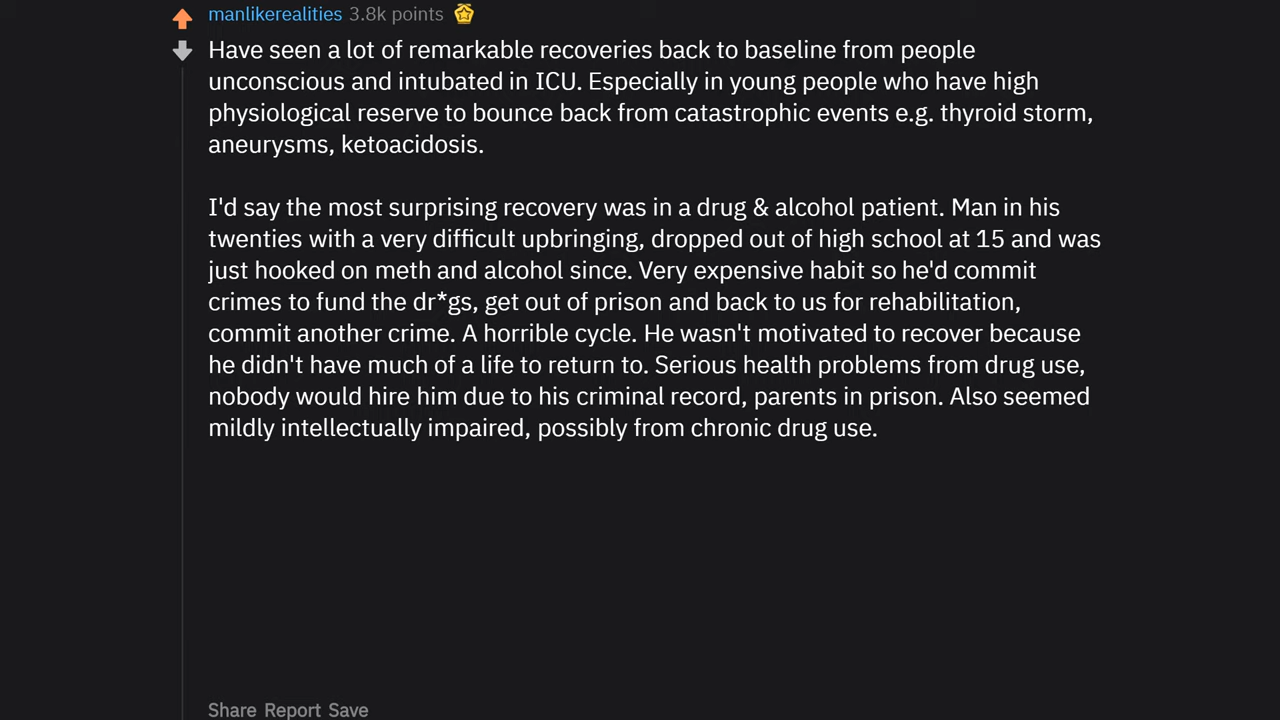 manlikerealities 3.8k points
Have seen a lot of remarkable recoveries back to baseline from people
unconscious and intubated in ICU. Especially in young people who have high
physiological reserve to bounce back from catastrophic events e.g. thyroid storm,
aneurysms, ketoacidosis.
I'd say the most surprising recovery was in a drug & alcohol patient. Man in his
twenties with a very difficult upbringing, dropped out of high school at 15 and was
just hooked on meth and alcohol since. Very expensive habit so he'd commit
crimes to fund the dr*gs, get out of prison and back to us for rehabilitation,
commit another crime. A horrible cycle. He wasn't motivated to recover because
he didn't have much of a life to return to. Serious health problems from drug use,
nobody would hire him due to his criminal record, parents in prison. Also seemed
mildly intellectually impaired, possibly from chronic drug use.
Share Report Save